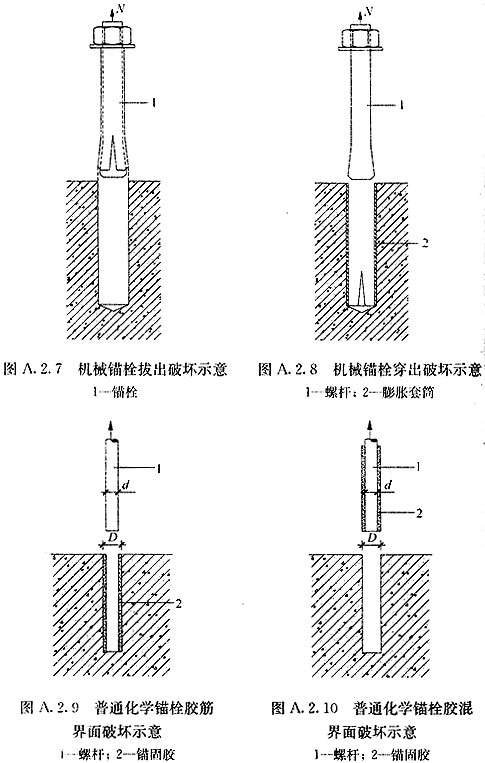 N
N
1
1
2
图 A.2.7 机械锚栓拔出破坏示意
1—锚栓
图 A.2.8 机械锚栓穿出破坏示意
1—螺杆；2—膨胀套筒
1
d
D
2
1
d
2
D
图 A.2.9 普通化学锚栓胶筋
界面破坏示意
1—螺杆；2—锚固胶
图 A.2.10 普通化学锚栓胶混
界面破坏示意
1—螺杆；2—锚固胶